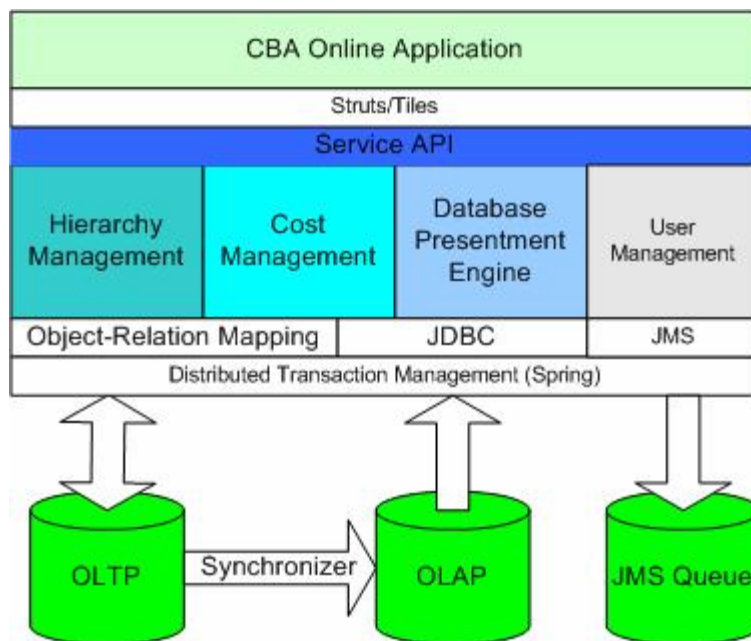 CBA Online Application
Struts/Tiles
Service API
Hierarchy
Management
Cost
Management
Database
Presentment
Engine
User
Management
Object-Relation Mapping
JDBC
JMS
Distributed Transaction Management (Spring)
OLTP
Synchronizer
OLAP
JMS Queue